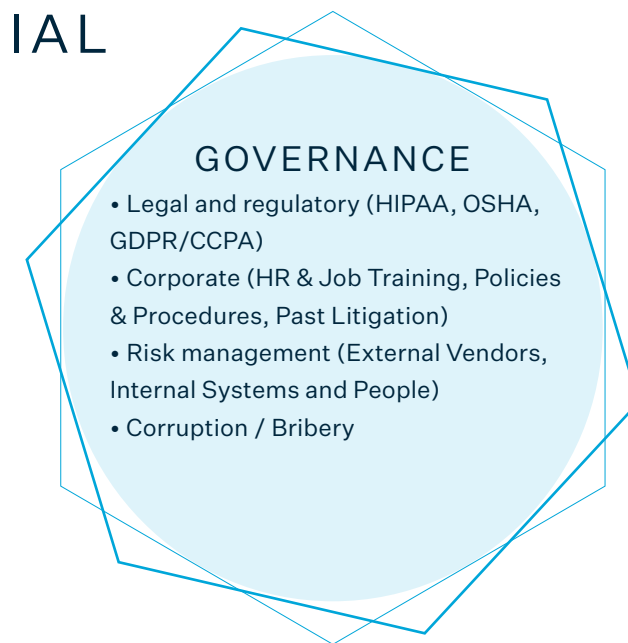 IAL
GOVERNANCE
• Legal and regulatory (HIPAA, OSHA,
GDPR/CCPA)
• Corporate (HR & Job Training, Policies
& Procedures, Past Litigation)
• Risk management (External Vendors,
Internal Systems and People)
• Corruption / Bribery